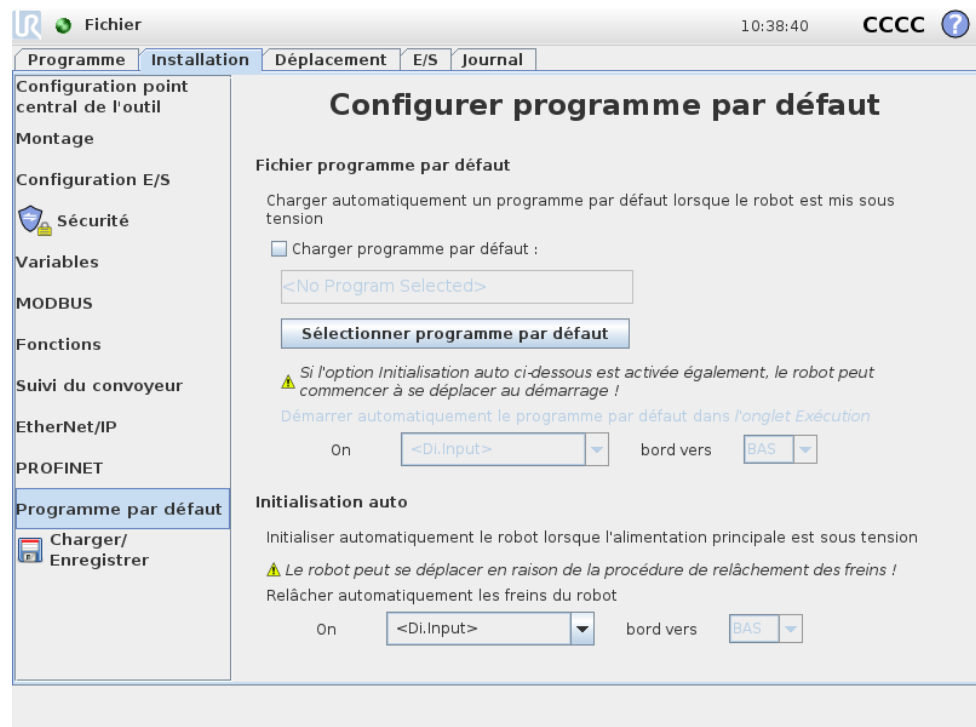 UR Fichier 10:38:40 CCCC ?
Programme Installation Déplacement E/S Journal
Configuration point
central de l'outil
Montage
Configuration E/S
Sécurité
Variables
MODBUS
Fonctions
Suivi du convoyeur
EtherNet/IP
PROFINET
Programme par défaut
Charger/
Enregistrer
Configurer programme par défaut
Fichier programme par défaut
Charger automatiquement un programme par défaut lorsque le robot est mis sous
tension
Charger programme par défaut :
<No Program Selected>
Sélectionner programme par défaut
Si l'option Initialisation auto ci-dessous est activée également, le robot peut
commencer à se déplacer au démarrage !
Démarrer automatiquement le programme par défaut dans l'onglet Exécution
On <Di.Input> bord vers BAS
Initialisation auto
Initialiser automatiquement le robot lorsque l'alimentation principale est sous tension
Le robot peut se déplacer en raison de la procédure de relâchement des freins !
Relâcher automatiquement les freins du robot
On <Di.Input> bord vers BAS